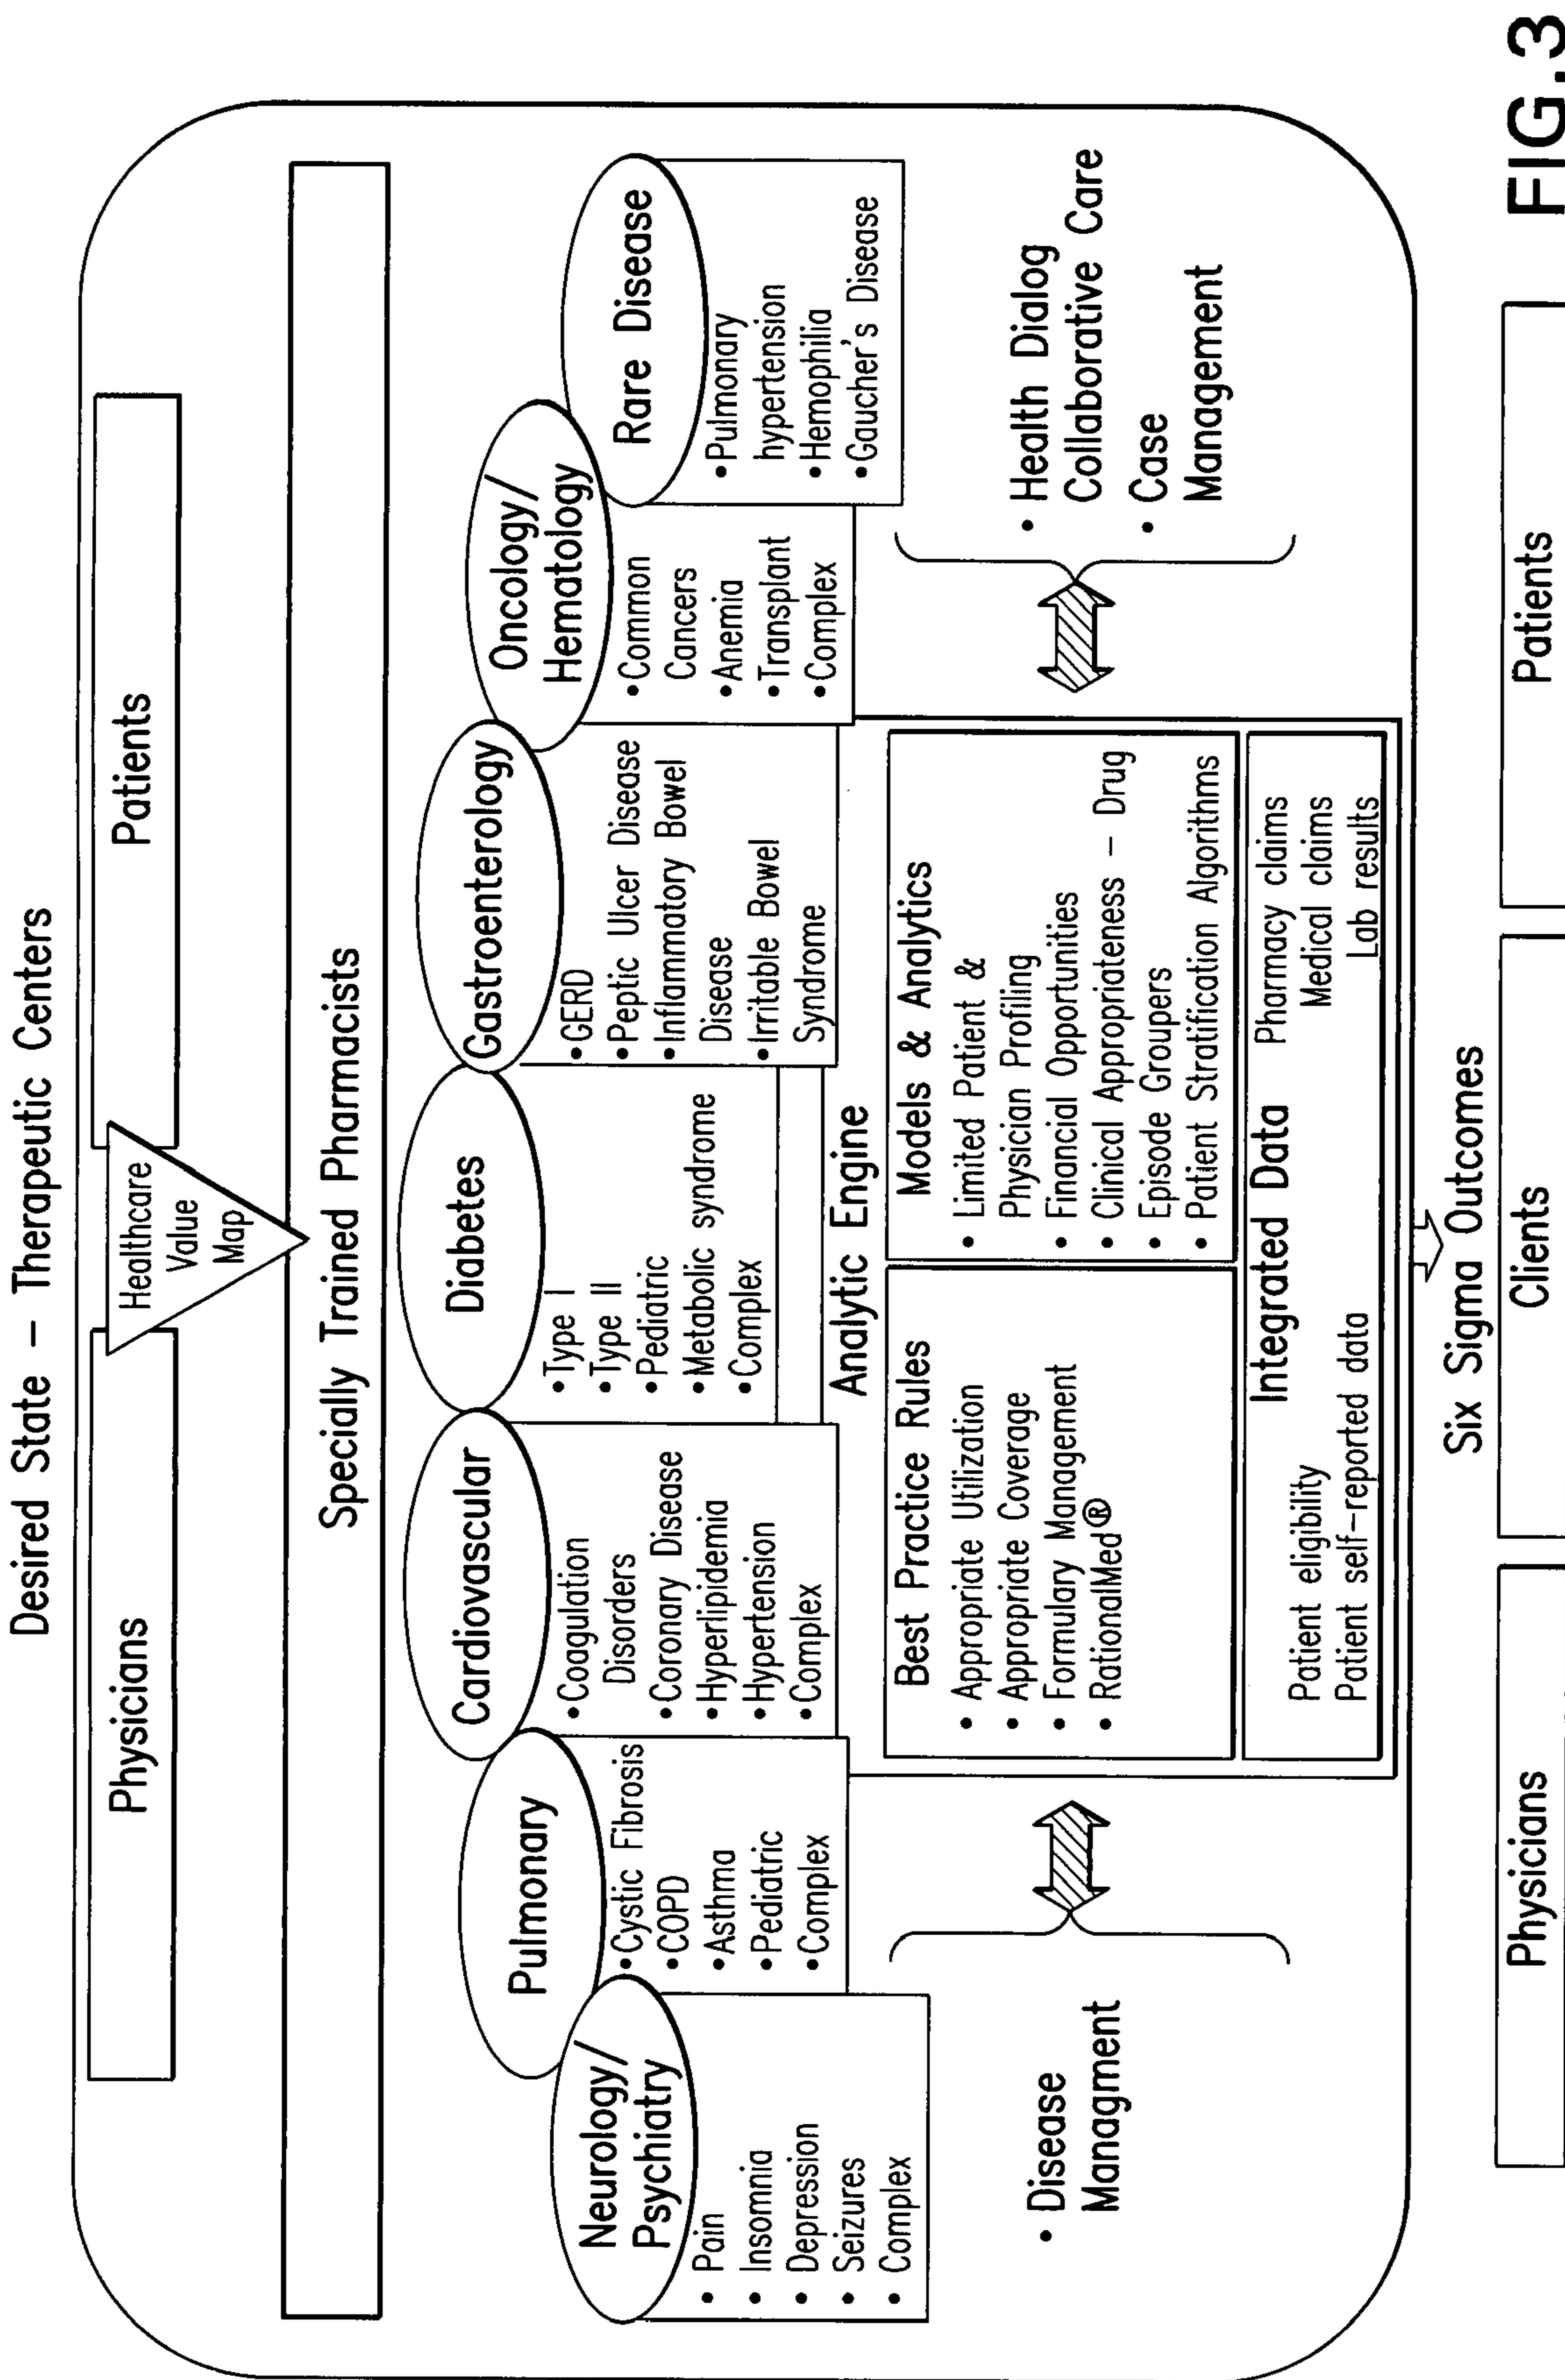 Desired State – Therapeutic Centers
Physicians
Healthcare
Value
Map
Patients
Specially Trained Pharmacists
Neurology/
Psychiatry
• Pain
• Insomnia
• Depression
• Seizures
• Complex
Pulmonary
• Cystic Fibrosis
• COPD
• Asthma
• Pediatric
• Complex
Cardiovascular
• Coagulation
Disorders
• Coronary Disease
• Hyperlipidemia
• Hypertension
• Complex
Diabetes
• Type I
• Type II
• Pediatric
• Metabolic syndrome
• Complex
Gastroenterology
• GERD
• Peptic Ulcer Disease
• Inflammatory Bowel
Disease
• Irritable Bowel
Syndrome
Oncology/
Hematology
• Common
Cancers
• Anemia
• Transplant
• Complex
Rare Disease
• Pulmonary
hypertension
• Hemophilia
• Gaucher's Disease
• Disease
Managment
Analytic Engine
Best Practice Rules
• Appropriate Utilization
• Appropriate Coverage
• Formulary Management
• RationalMed®
Models & Analytics
• Limited Patient &
Physician Profiling
• Financial Opportunities
• Clinical Appropriateness – Drug
• Episode Groupers
• Patient Stratification Algorithms
Integrated Data
Patient eligibility
Patient self-reported data
Pharmacy claims
Medical claims
Lab results
• Health Dialog
Collaborative Care
• Case
Management
Six Sigma Outcomes
Physicians
Clients
Patients
FIG.3